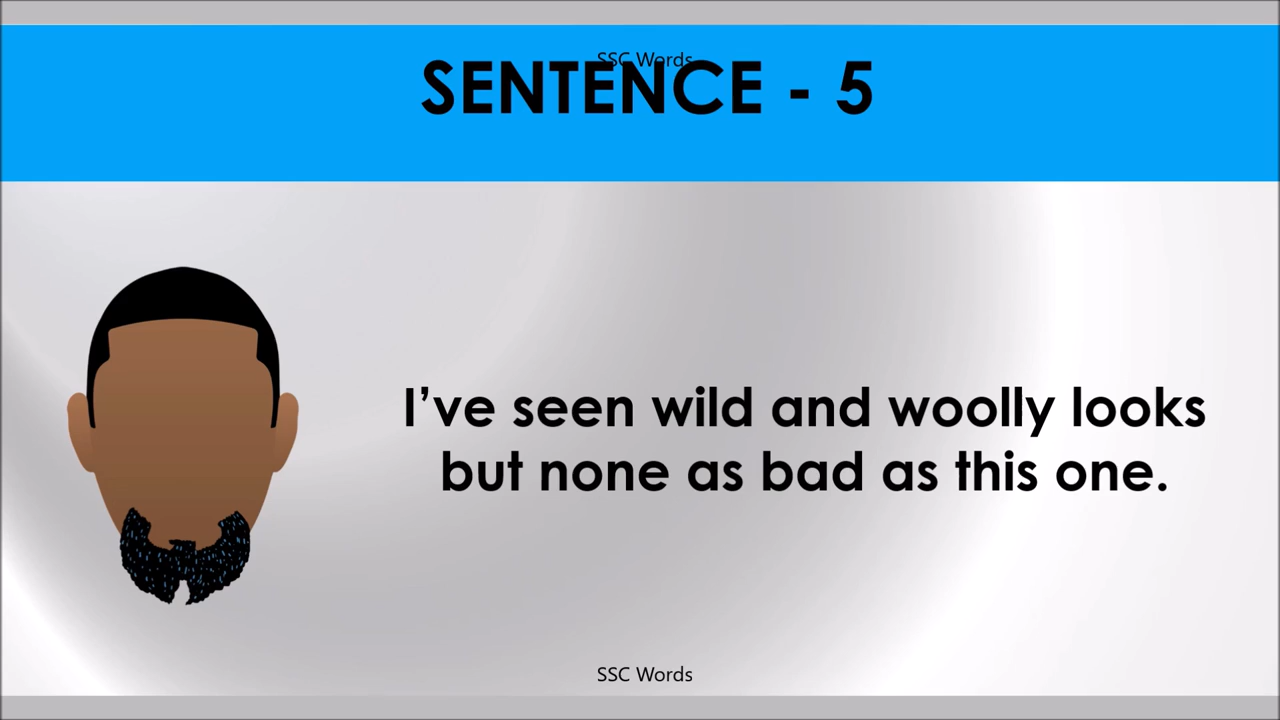 SSC Words
SENTENCE - 5
I’ve seen wild and woolly looks
but none as bad as this one.
SSC Words